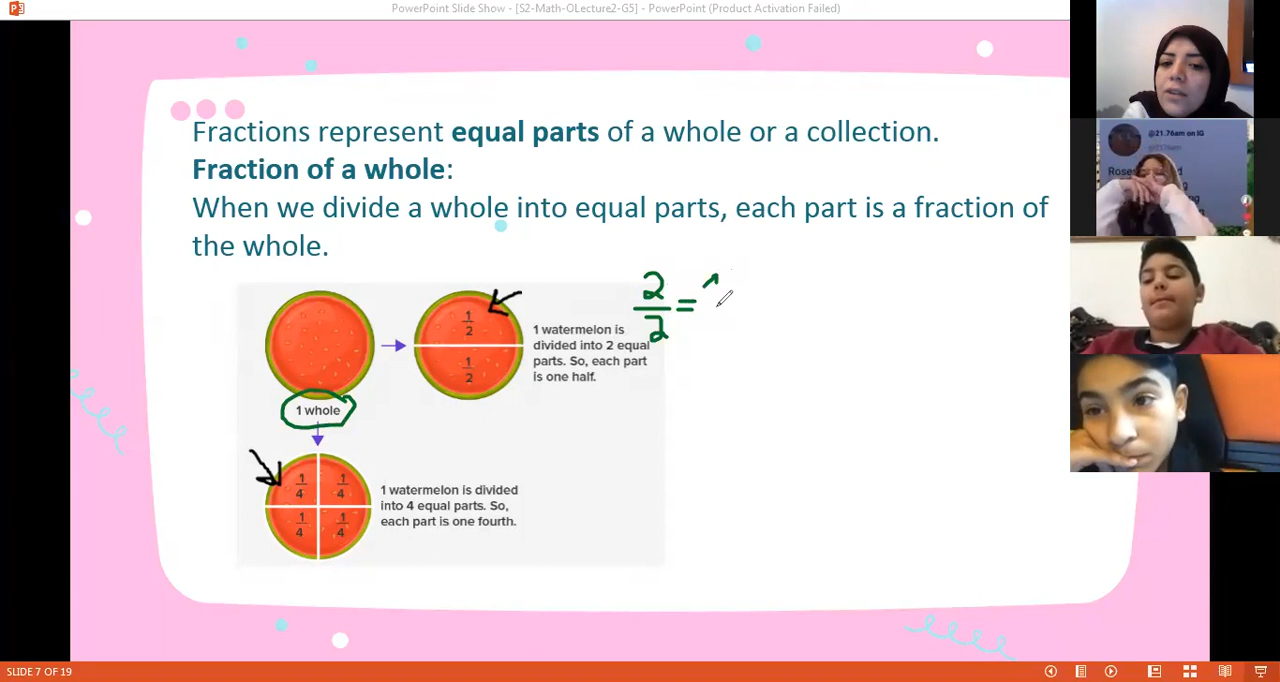 PowerPoint Slide Show - [S2-Math-OLecture2-G5] - PowerPoint (Product Activation Failed)
Fractions represent equal parts of a whole or a collection.
Fraction of a whole:
When we divide a whole into equal parts, each part is a fraction of
the whole.
2/2 =
1/2
1/2
1 watermelon is
divided into 2 equal
parts. So, each part
is one half.
1 whole
1/4 1/4
1/4 1/4
1 watermelon is divided
into 4 equal parts. So,
each part is one fourth.
@21.76am on IG
SLIDE 7 OF 19